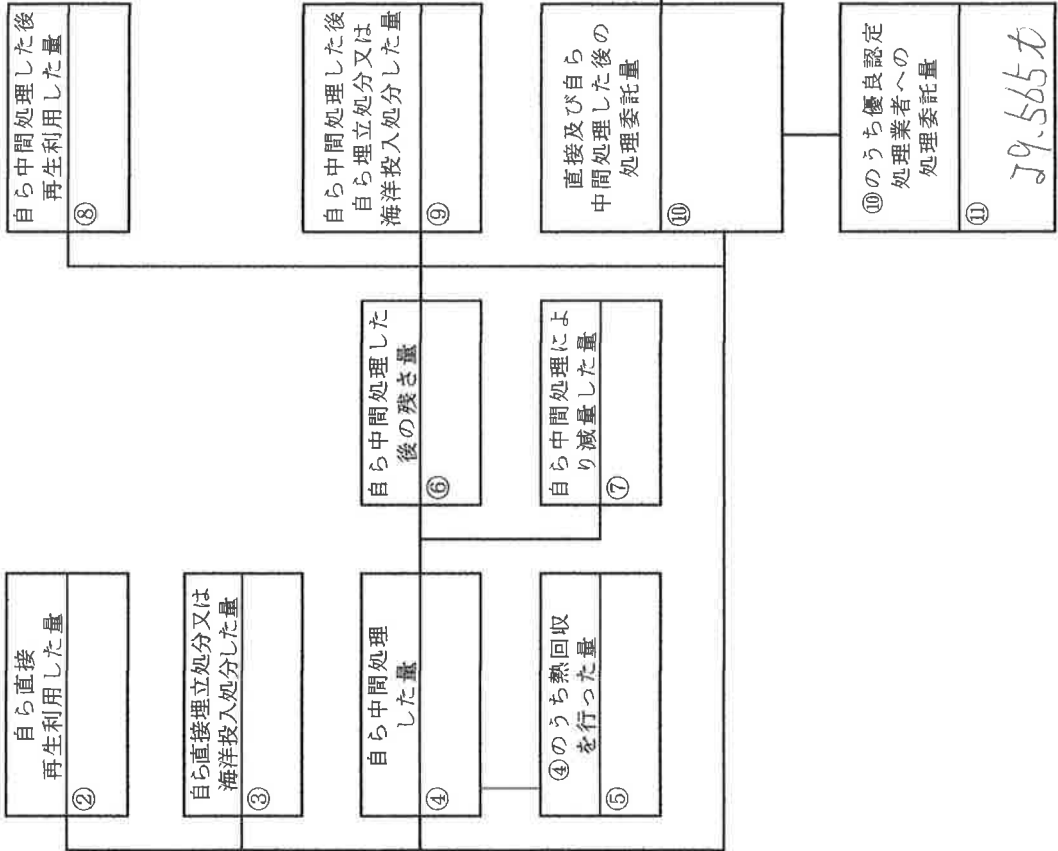 自ら直接
再生利用した量
②
自ら直接埋立処分又は
海洋投入処分した量
③
自ら中間処理
した量
④
④のうち熱回収
を行った量
⑤
自ら中間処理した
後の残さ量
⑥
自ら中間処理によ
り減量した量
⑦
自ら中間処理した後
再生利用した量
⑧
自ら中間処理した後
自ら埋立処分又は
海洋投入処分した量
⑨
直接及び自ら
中間処理した後の
処理委託量
⑩
⑩のうち優良認定
処理業者への
処理委託量
⑪